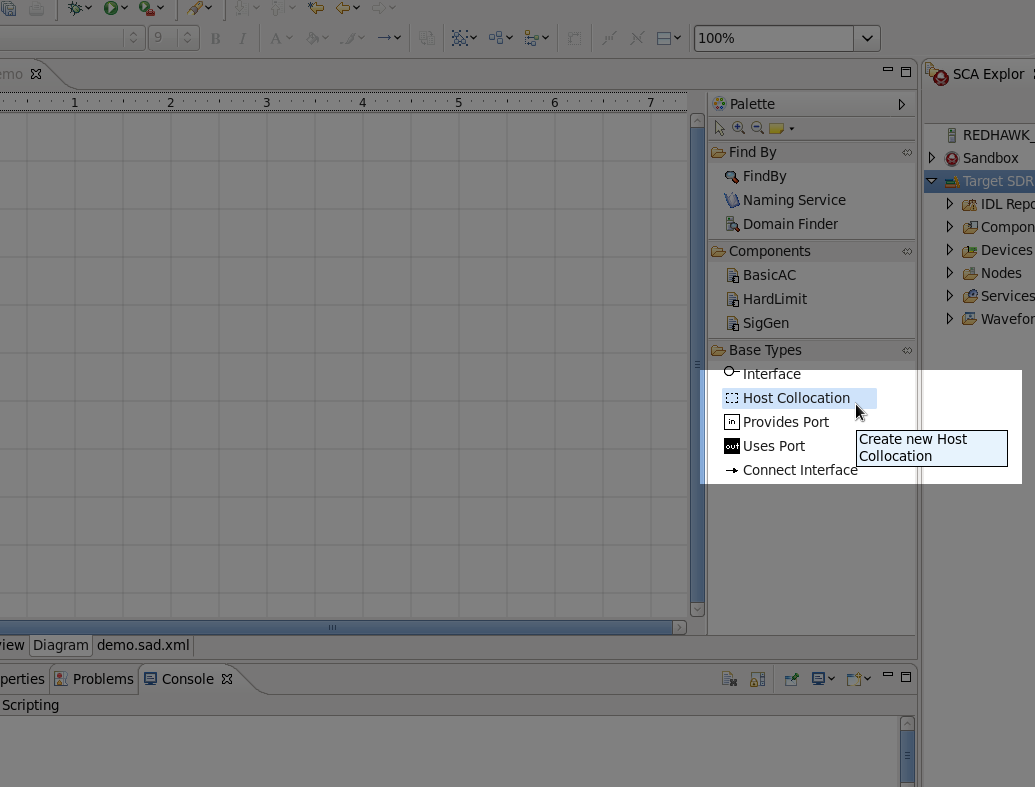 9
B
I
A
100%
emo
SCA Explor
1 2 3 4 5 6 7
Palette
REDHAWK_
Find By
Sandbox
FindBy
Target SDR
Naming Service
IDL Repo
Domain Finder
Compon
Components
Devices
BasicAC
Nodes
HardLimit
Services
SigGen
Wavefor
Base Types
Interface
Host Collocation
in Provides Port
Create new Host
Collocation
out Uses Port
Connect Interface
view Diagram demo.sad.xml
perties Problems Console
Scripting